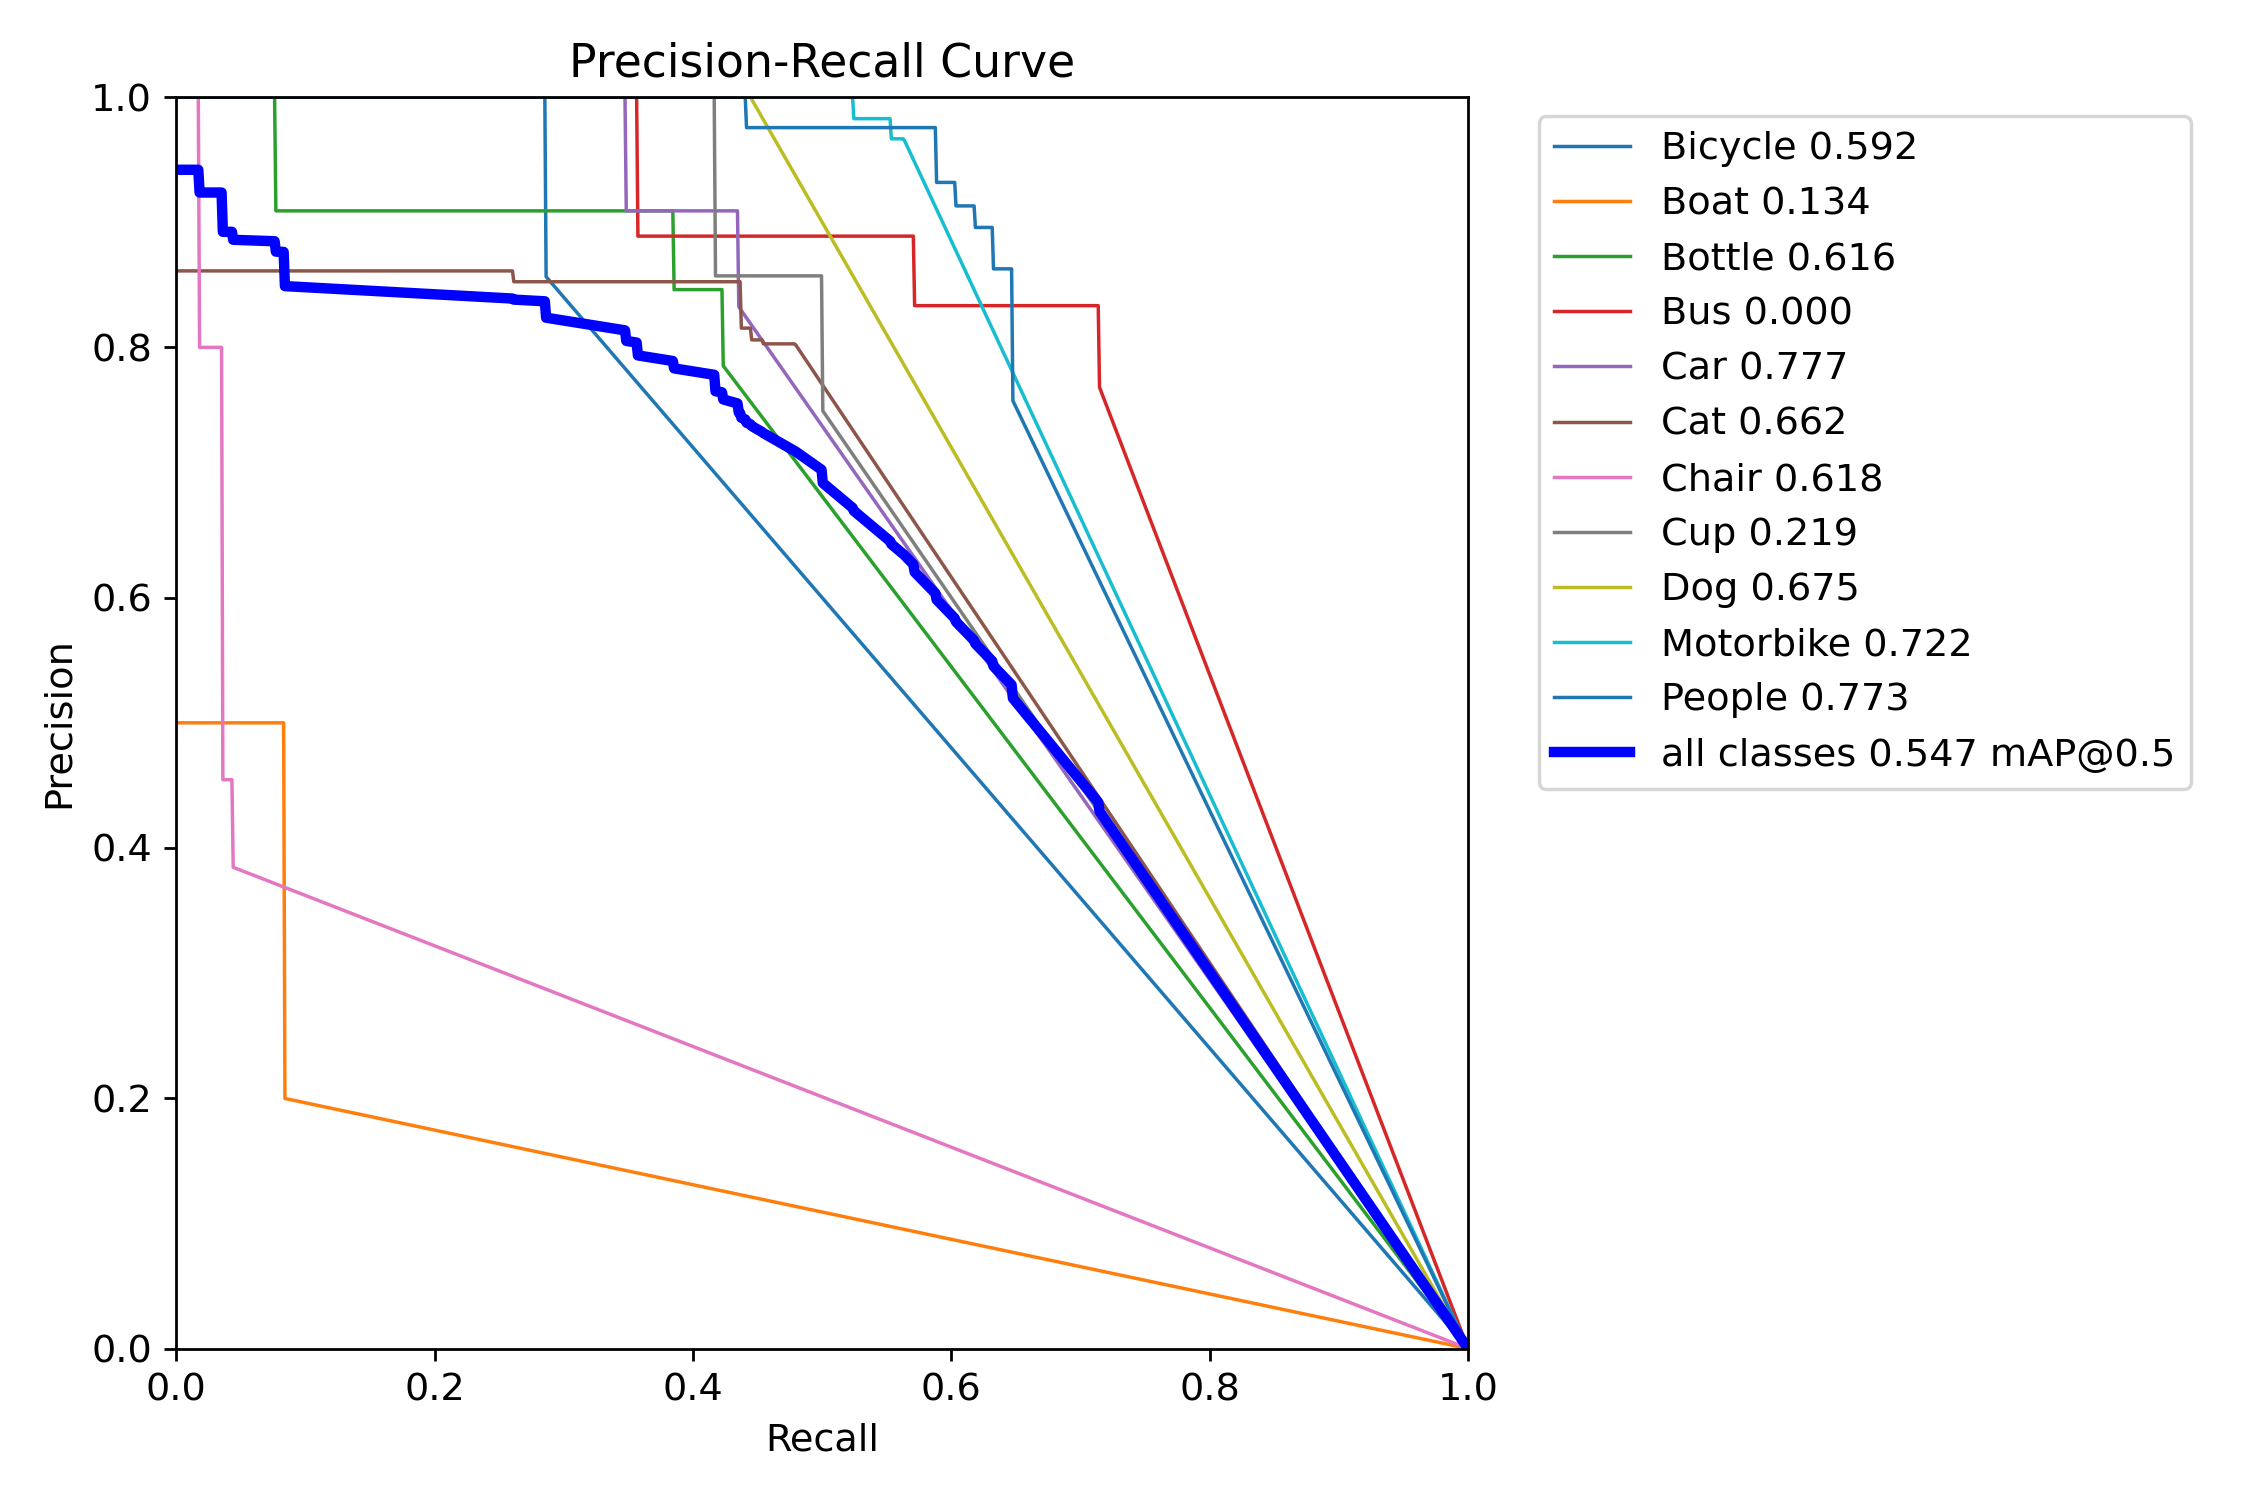 Precision-Recall Curve
1.0
0.8
0.6
0.4
0.2
0.0
Precision
0.0 0.2 0.4 0.6 0.8 1.0
Recall
Bicycle 0.592
Boat 0.134
Bottle 0.616
Bus 0.000
Car 0.777
Cat 0.662
Chair 0.618
Cup 0.219
Dog 0.675
Motorbike 0.722
People 0.773
all classes 0.547 mAP@0.5